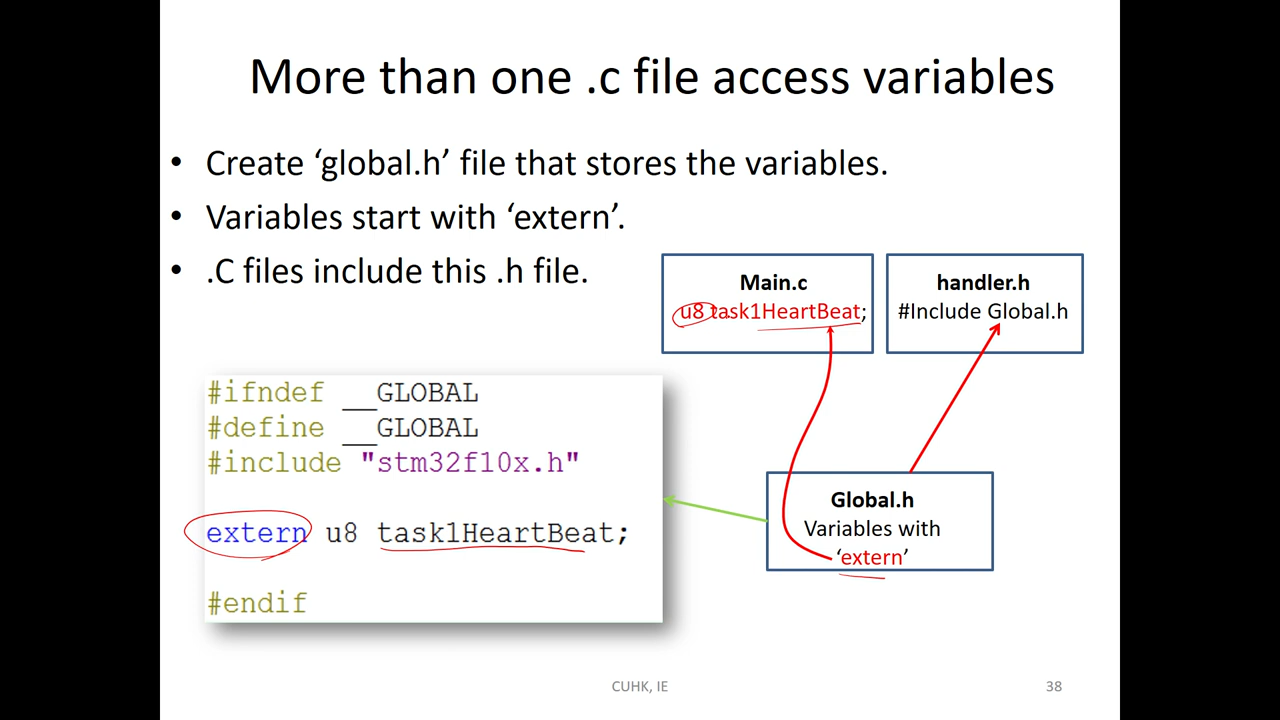 More than one .c file access variables
• Create ‘global.h’ file that stores the variables.
• Variables start with ‘extern’.
• .C files include this .h file.
Main.c
u8 task1HeartBeat;
handler.h
#Include Global.h
#ifndef __GLOBAL
#define __GLOBAL
#include "stm32f10x.h"
extern u8 task1HeartBeat;
#endif
Global.h
Variables with
‘extern’
CUHK, IE
38